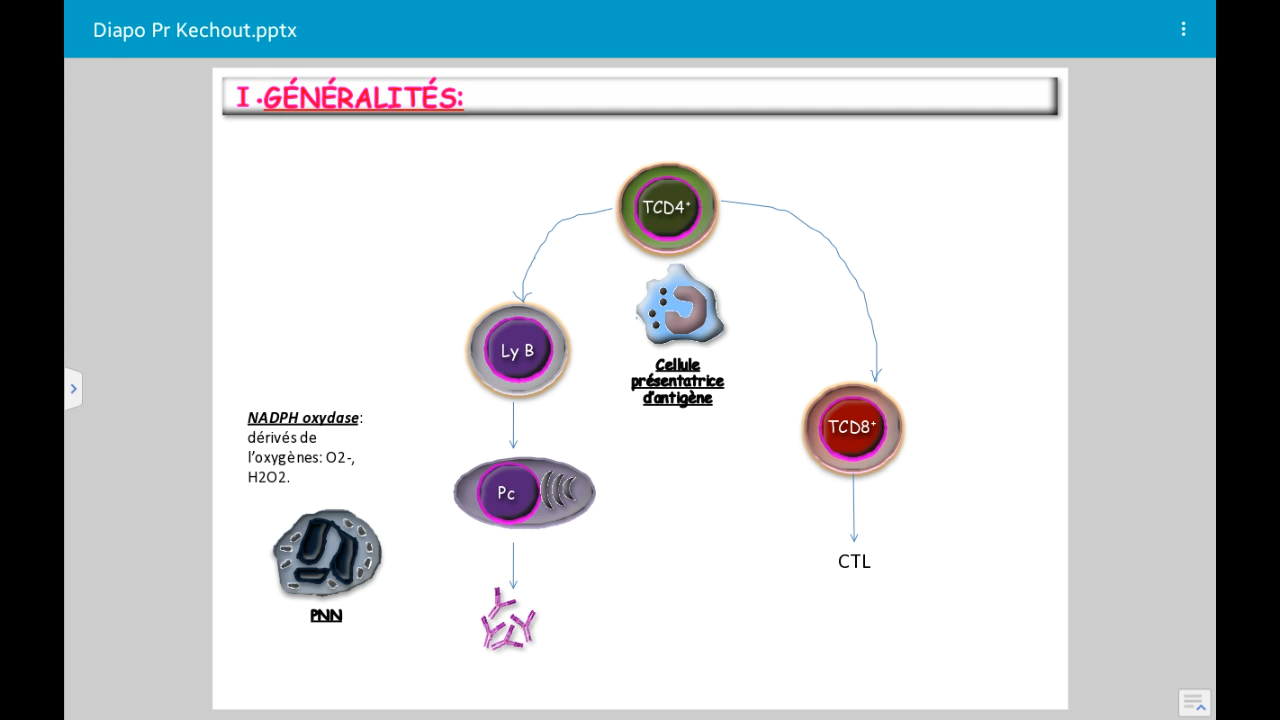 Diapo Pr Kechout.pptx
I.GÉNÉRALITÉS:
TCD4+
Ly B
Cellule
présentatrice
d'antigène
NADPH oxydase:
dérivés de
l'oxygènes: O2-,
H2O2.
TCD8+
Pc
CTL
PNN